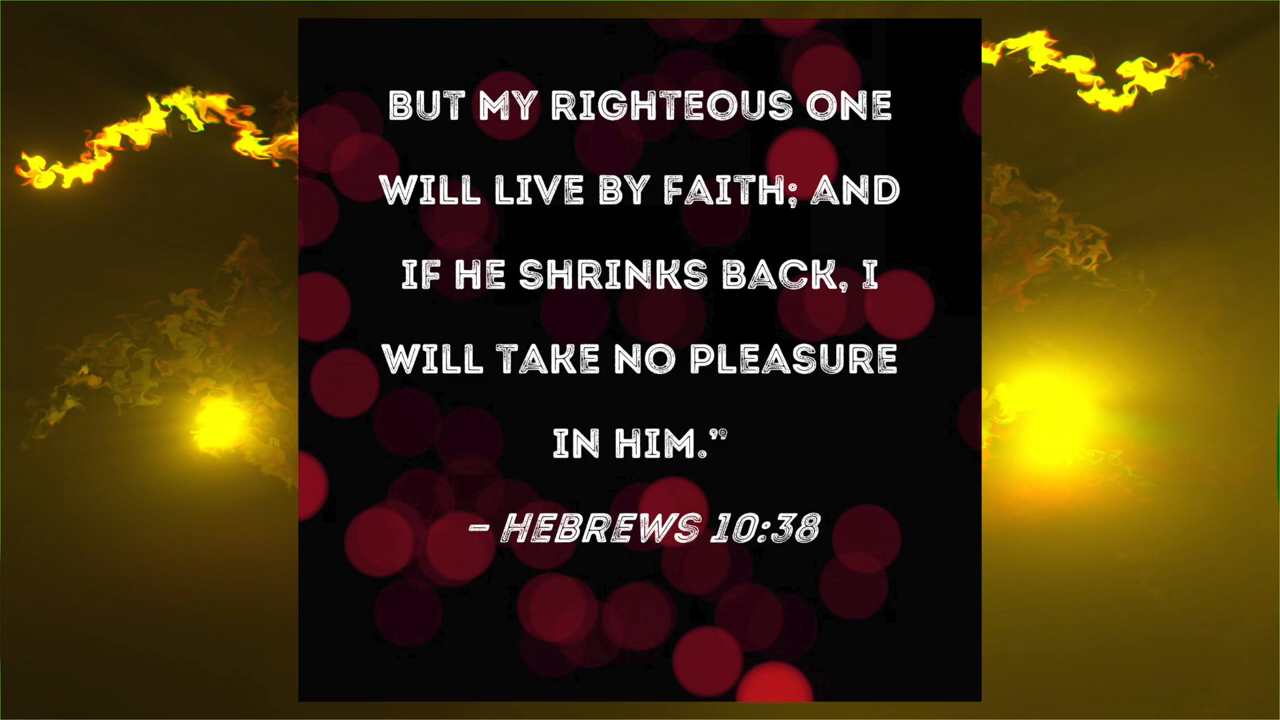 BUT MY RIGHTEOUS ONE
WILL LIVE BY FAITH; AND
IF HE SHRINKS BACK, I
WILL TAKE NO PLEASURE
IN HIM.”
– HEBREWS 10:38